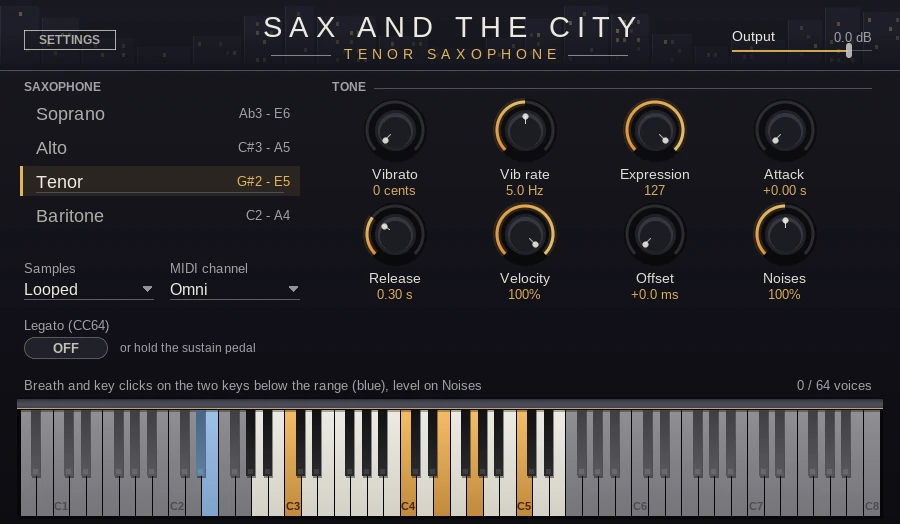 SAX AND THE CITY
TENOR SAXOPHONE
SETTINGS
Output 0.0 dB
SAXOPHONE
Soprano Ab3 - E6
Alto C#3 - A5
Tenor G#2 - E5
Baritone C2 - A4
Samples MIDI channel
Looped Omni
Legato (CC64)
OFF or hold the sustain pedal
TONE
Vibrato Vib rate Expression Attack
0 cents 5.0 Hz 127 +0.00 s
Release Velocity Offset Noises
0.30 s 100% +0.0 ms 100%
Breath and key clicks on the two keys below the range (blue), level on Noises 0 / 64 voices
C1 C2 C3 C4 C5 C6 C7 C8